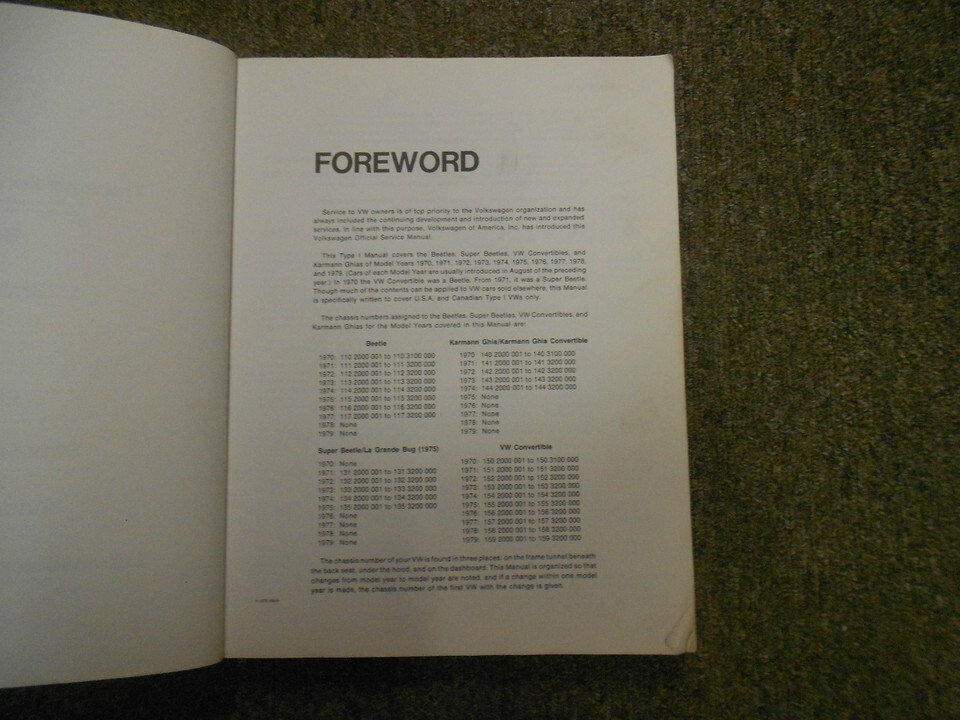 FOREWORD
Service to VW owners is of top priority to the Volkswagen organization and has
always included the continuing development and introduction of new and expanded
services. In line with this purpose, Volkswagen of America, Inc. has introduced this
Volkswagen Official Service Manual.
This Type I Manual covers the Beetles, Super Beetles, VW Convertibles, and
Karmann Ghias of Model Years 1970, 1971, 1972, 1973, 1974, 1975, 1976, 1977, 1978,
and 1979. (Cars of each Model Year are usually introduced in August of the preceding
year.) In 1970 the VW Convertible was a Beetle. From 1971, it was a Super Beetle.
Though much of the contents can be applied to VW cars sold elsewhere, this Manual
is specifically written to cover U.S.A. and Canadian Type I VWs only.
The chassis numbers assigned to the Beetles, Super Beetles, VW Convertibles, and
Karmann Ghias for the Model Years covered in this Manual are:
Beetle
1970: 110 2000 001 to 110 3100 000
1971: 111 2000 001 to 111 3200 000
1972: 112 2000 001 to 112 3200 000
1973: 113 2000 001 to 113 3200 000
1974: 114 2000 001 to 114 3200 000
1975: 115 2000 001 to 115 3200 000
1976: 116 2000 001 to 116 3200 000
1977: 117 2000 001 to 117 3200 000
1978: None
1979: None
Karmann Ghia/Karmann Ghia Convertible
1970: 140 2000 001 to 140 3100 000
1971: 141 2000 001 to 141 3200 000
1972: 142 2000 001 to 142 3200 000
1973: 143 2000 001 to 143 3200 000
1974: 144 2000 001 to 144 3200 000
1975: None
1976: None
1977: None
1978: None
1979: None
Super Beetle/La Grande Bug (1975)
1970: None
1971: 131 2000 001 to 131 3200 000
1972: 132 2000 001 to 132 3200 000
1973: 133 2000 001 to 133 3200 000
1974: 134 2000 001 to 134 3200 000
1975: 135 2000 001 to 135 3200 000
1976: None
1977: None
1978: None
1979: None
VW Convertible
1970: 150 2000 001 to 150 3100 000
1971: 151 2000 001 to 151 3200 000
1972: 152 2000 001 tp 152 3200 000
1973: 153 2000 001 to 153 3200 000
1974: 154 2000 001 to 154 3200 000
1975: 155 2000 001 to 155 3200 000
1976: 156 2000 001 to 156 3200 000
1977: 157 2000 001 to 157 3200 000
1978: 158 2000 001 to 158 3200 000
1979: 159 2000 001 to 159 3200 000
The chassis number of your VW is found in three places: on the frame tunnel beneath
the back seat, under the hood, and on the dashboard. This Manual is organized so that
changes from model year to model year are noted, and if a change within one model
year is made, the chassis number of the first VW with the change is given.